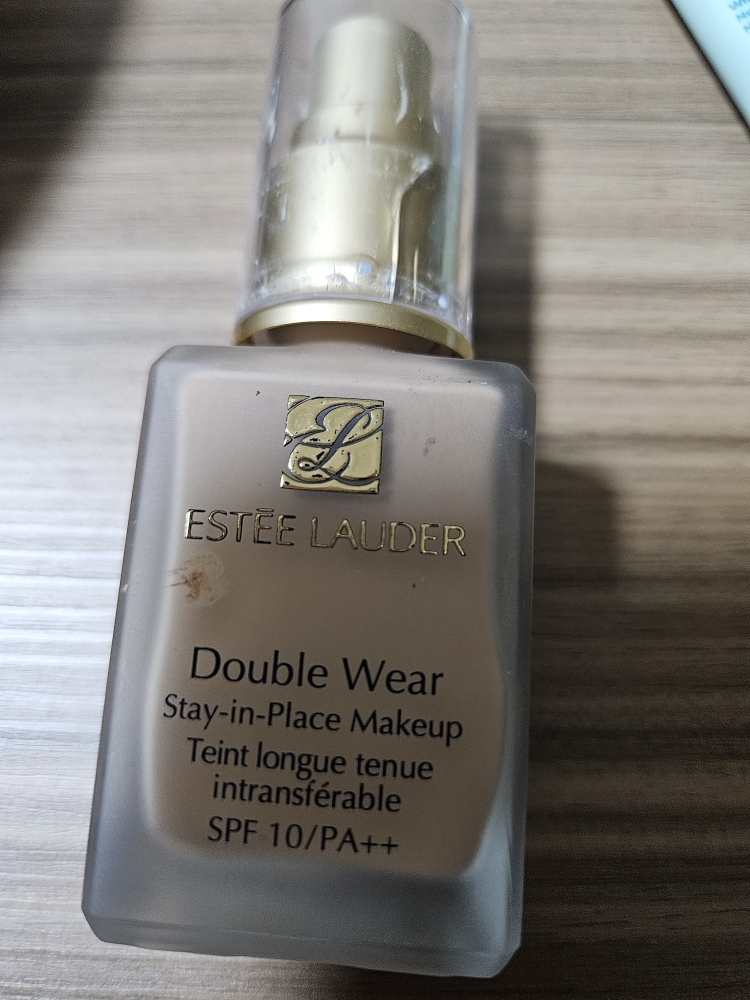 ESTĒE LAUDER
Double Wear
Stay-in-Place Makeup
Teint longue tenue
intransférable
SPF 10/PA++